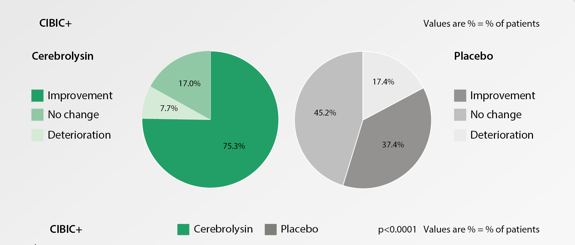 CIBIC+
Values are % = % of patients
Cerebrolysin
Placebo
Improvement
No change
Deterioration
17.0%
7.7%
75.3%
17.4%
45.2%
37.4%
Improvement
No change
Deterioration
CIBIC+
Cerebrolysin
Placebo
p<0.0001 Values are % = % of patients